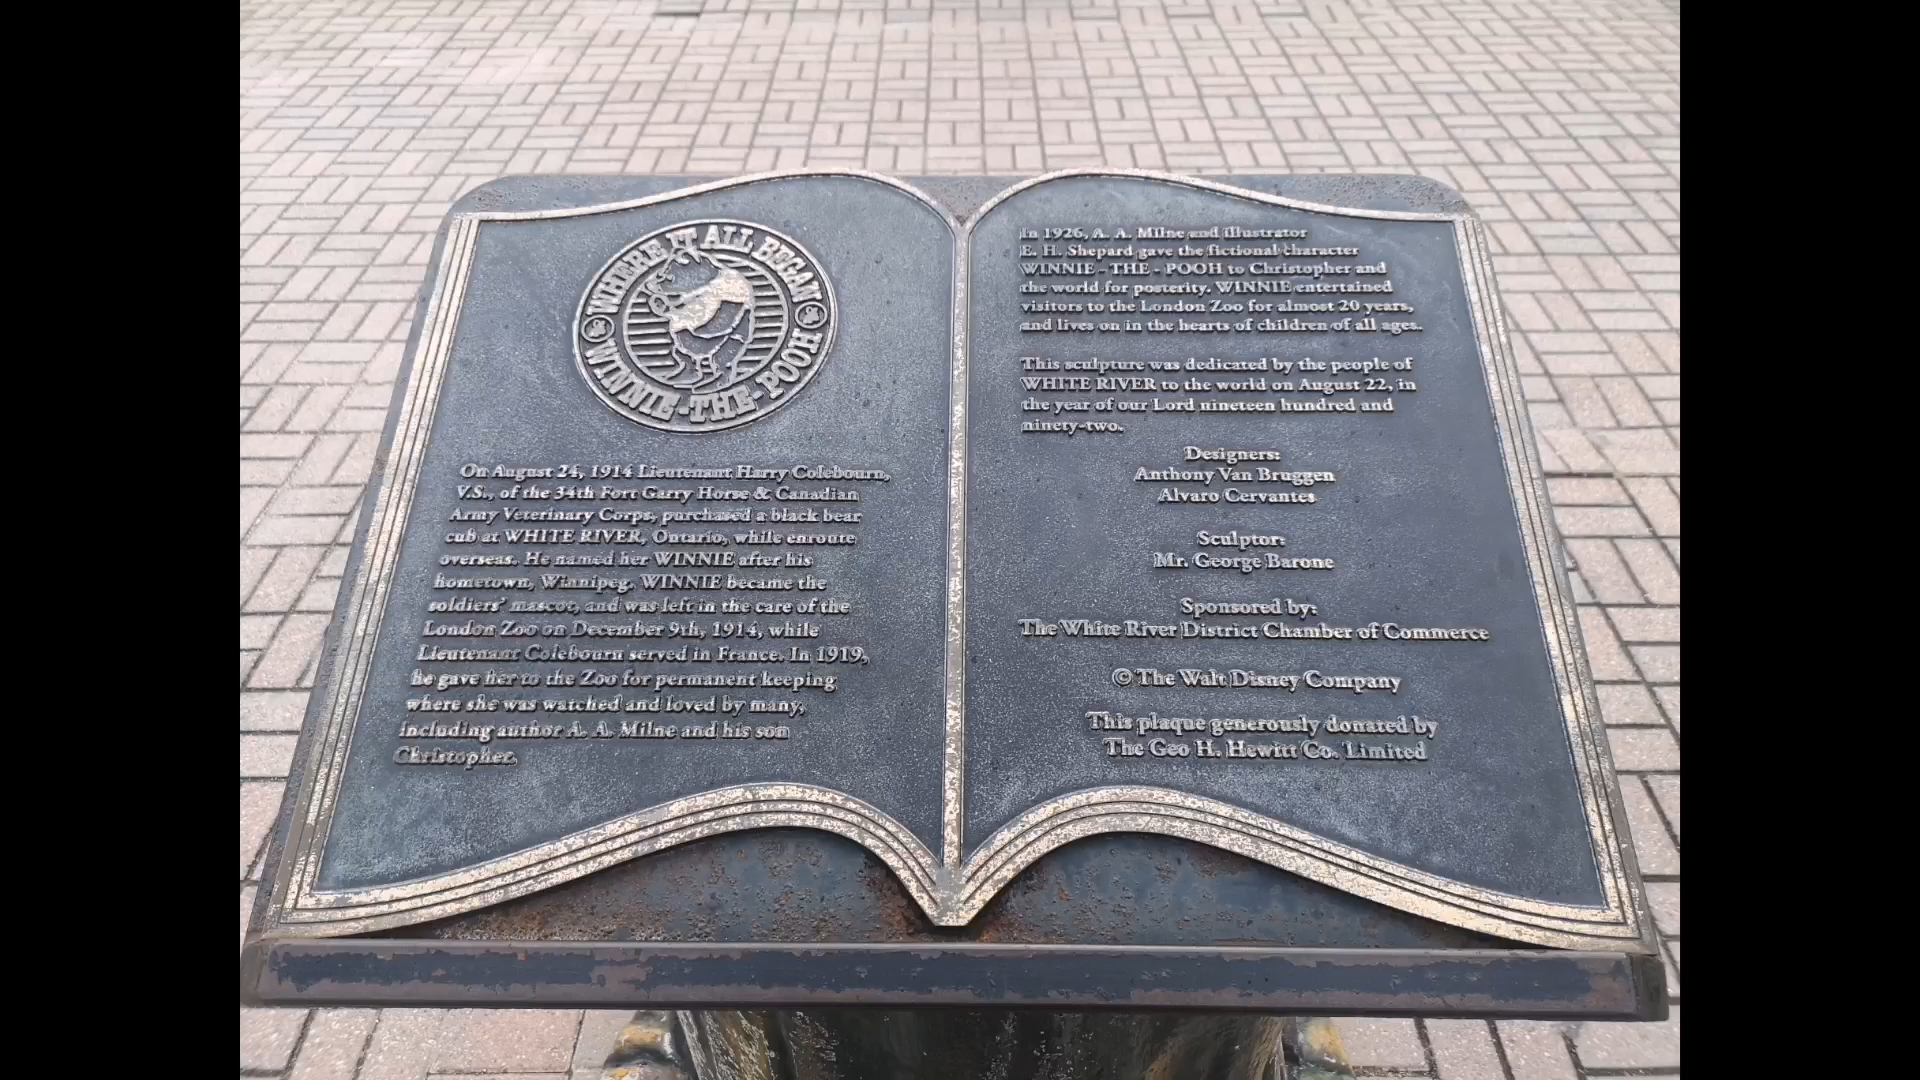 WHERE IT ALL BEGAN
WINNIE-THE-POOH
On August 24, 1914 Lieutenant Harry Colebourn,
V.S., of the 34th Fort Garry Horse & Canadian
Army Veterinary Corps, purchased a black bear
cub at WHITE RIVER, Ontario, while enroute
overseas. He named her WINNIE after his
hometown, Winnipeg. WINNIE became the
soldiers' mascot, and was left in the care of the
London Zoo on December 9th, 1914, while
Lieutenant Colebourn served in France. In 1919,
he gave her to the Zoo for permanent keeping
where she was watched and loved by many,
including author A. A. Milne and his son
Christopher.
In 1926, A. A. Milne and illustrator
E. H. Shepard gave the fictional character
WINNIE - THE - POOH to Christopher and
the world for posterity. WINNIE entertained
visitors to the London Zoo for almost 20 years,
and lives on in the hearts of children of all ages.
This sculpture was dedicated by the people of
WHITE RIVER to the world on August 22, in
the year of our Lord nineteen hundred and
ninety-two.
Designers:
Anthony Van Bruggen
Alvaro Cervantes
Sculptor:
Mr. George Barone
Sponsored by:
The White River District Chamber of Commerce
© The Walt Disney Company
This plaque generously donated by
The Geo H. Hewitt Co. Limited